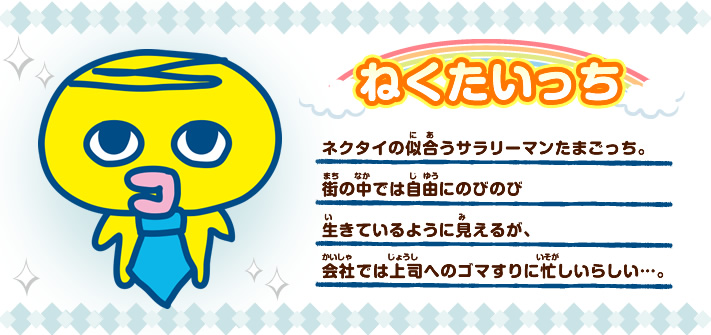 ねくたいっち
ネクタイの似合うサラリーマンたまごっち。
街の中では自由にのびのび
生きているように見えるが、
会社では上司へのゴマすりに忙しいらしい…。